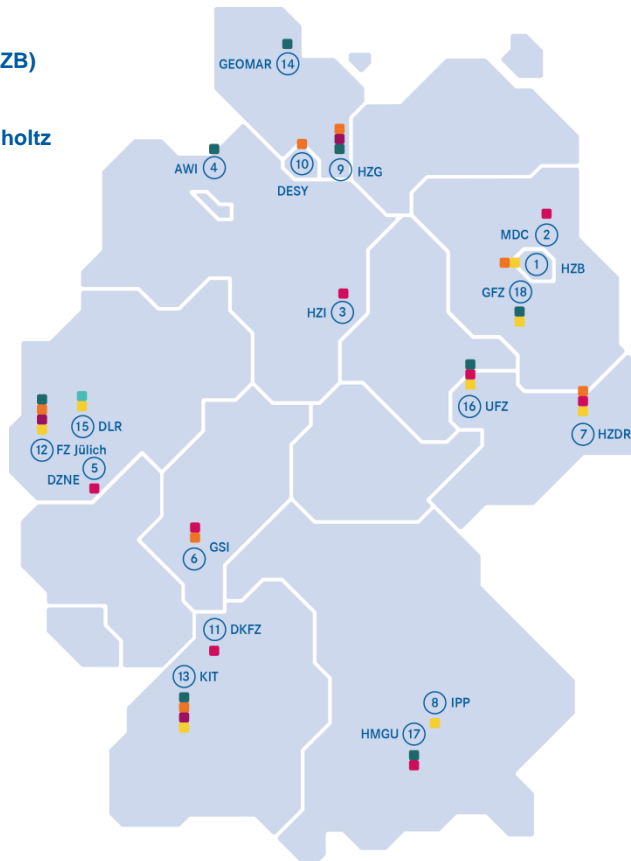 ZB)
holtz
GEOMAR 14
AWI 4
10
DESY
9 HZG
MDC 2
1 HZB
GFZ 18
HZI 3
16 UFZ
7 HZDR
15 DLR
12 FZ Jülich
5
DZNE
GSI
6
11 DKFZ
13 KIT
8 IPP
HMGU 17